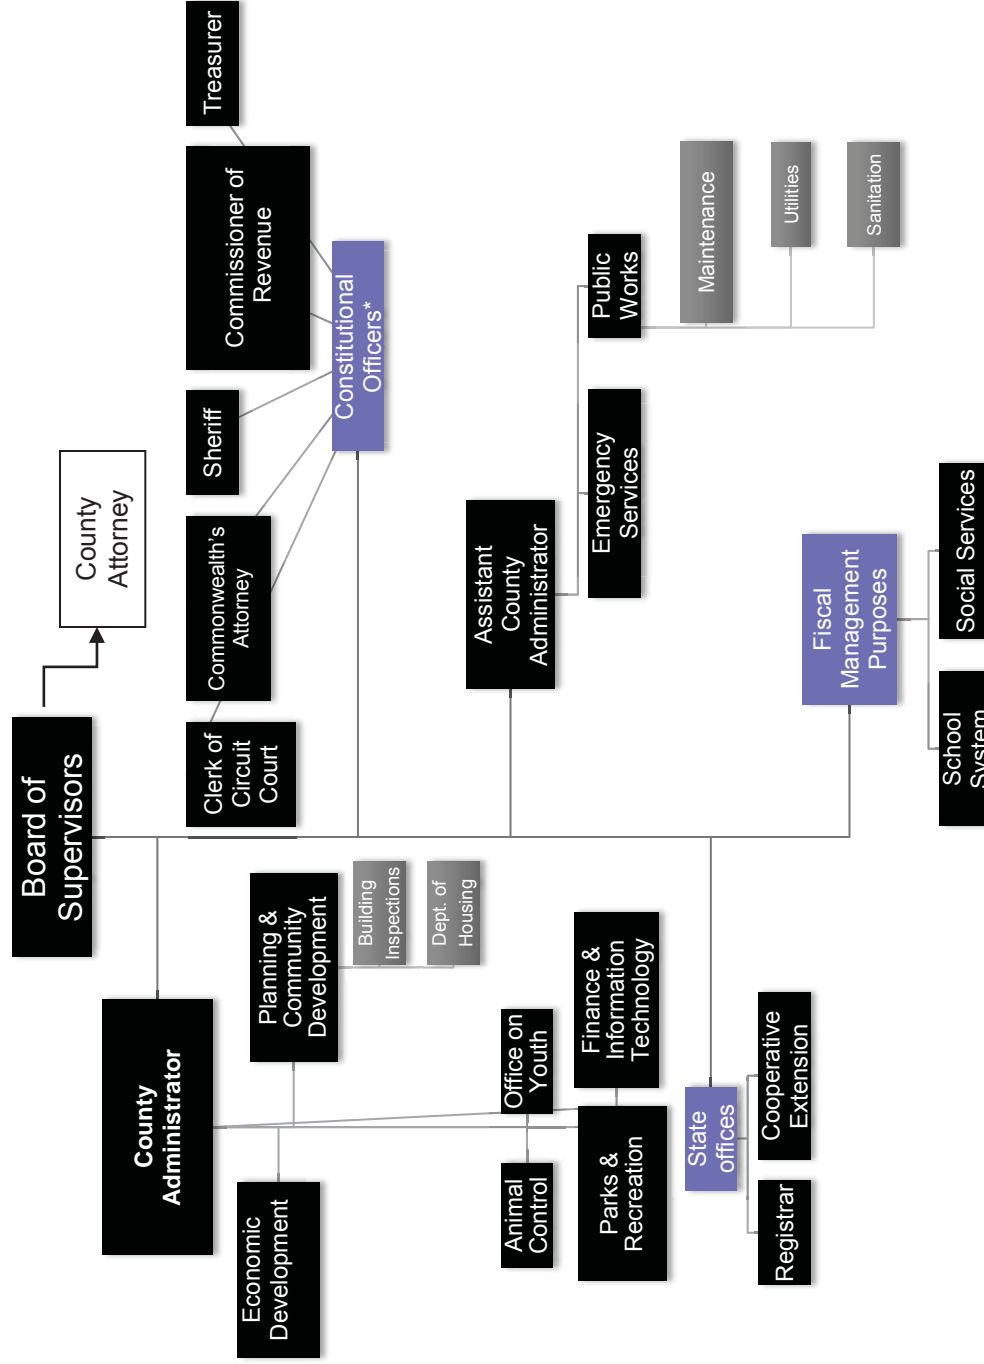 Board of
Supervisors
County
Attorney
County
Administrator
Economic
Development
Planning &
Community
Development
Building
Inspections
Dept. of
Housing
Animal
Control
Office on
Youth
Parks &
Recreation
Finance &
Information
Technology
Clerk of
Circuit
Court
Commonwealth’s
Attorney
Sheriff
Commissioner of
Revenue
Treasurer
Constitutional
Officers*
Assistant
County
Administrator
Emergency
Services
Public
Works
Maintenance
Utilities
Sanitation
State
offices
Registrar
Cooperative
Extension
Fiscal
Management
Purposes
School
System
Social Services